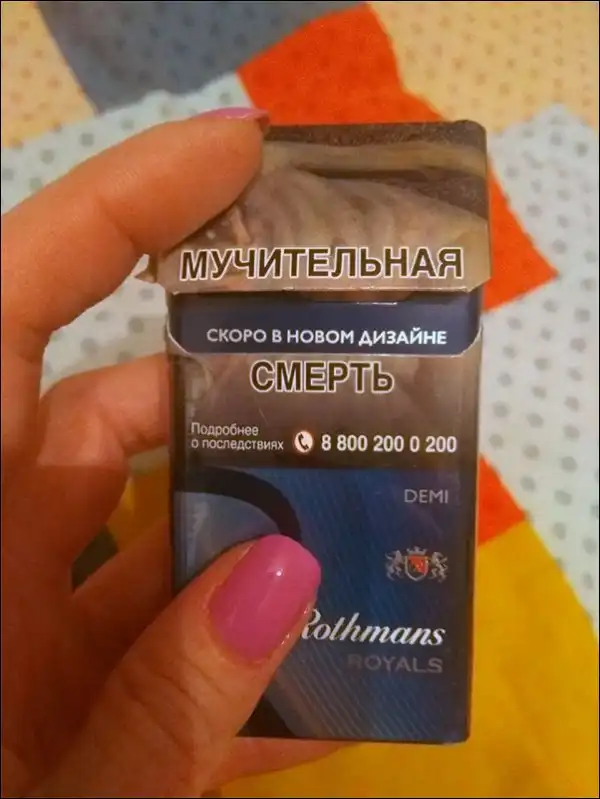 МУЧИТЕЛЬНАЯ
СКОРО В НОВОМ ДИЗАЙНЕ
СМЕРТЬ
Подробнее
о последствиях 8 800 200 0 200
DEMI
Rothmans
ROYALS